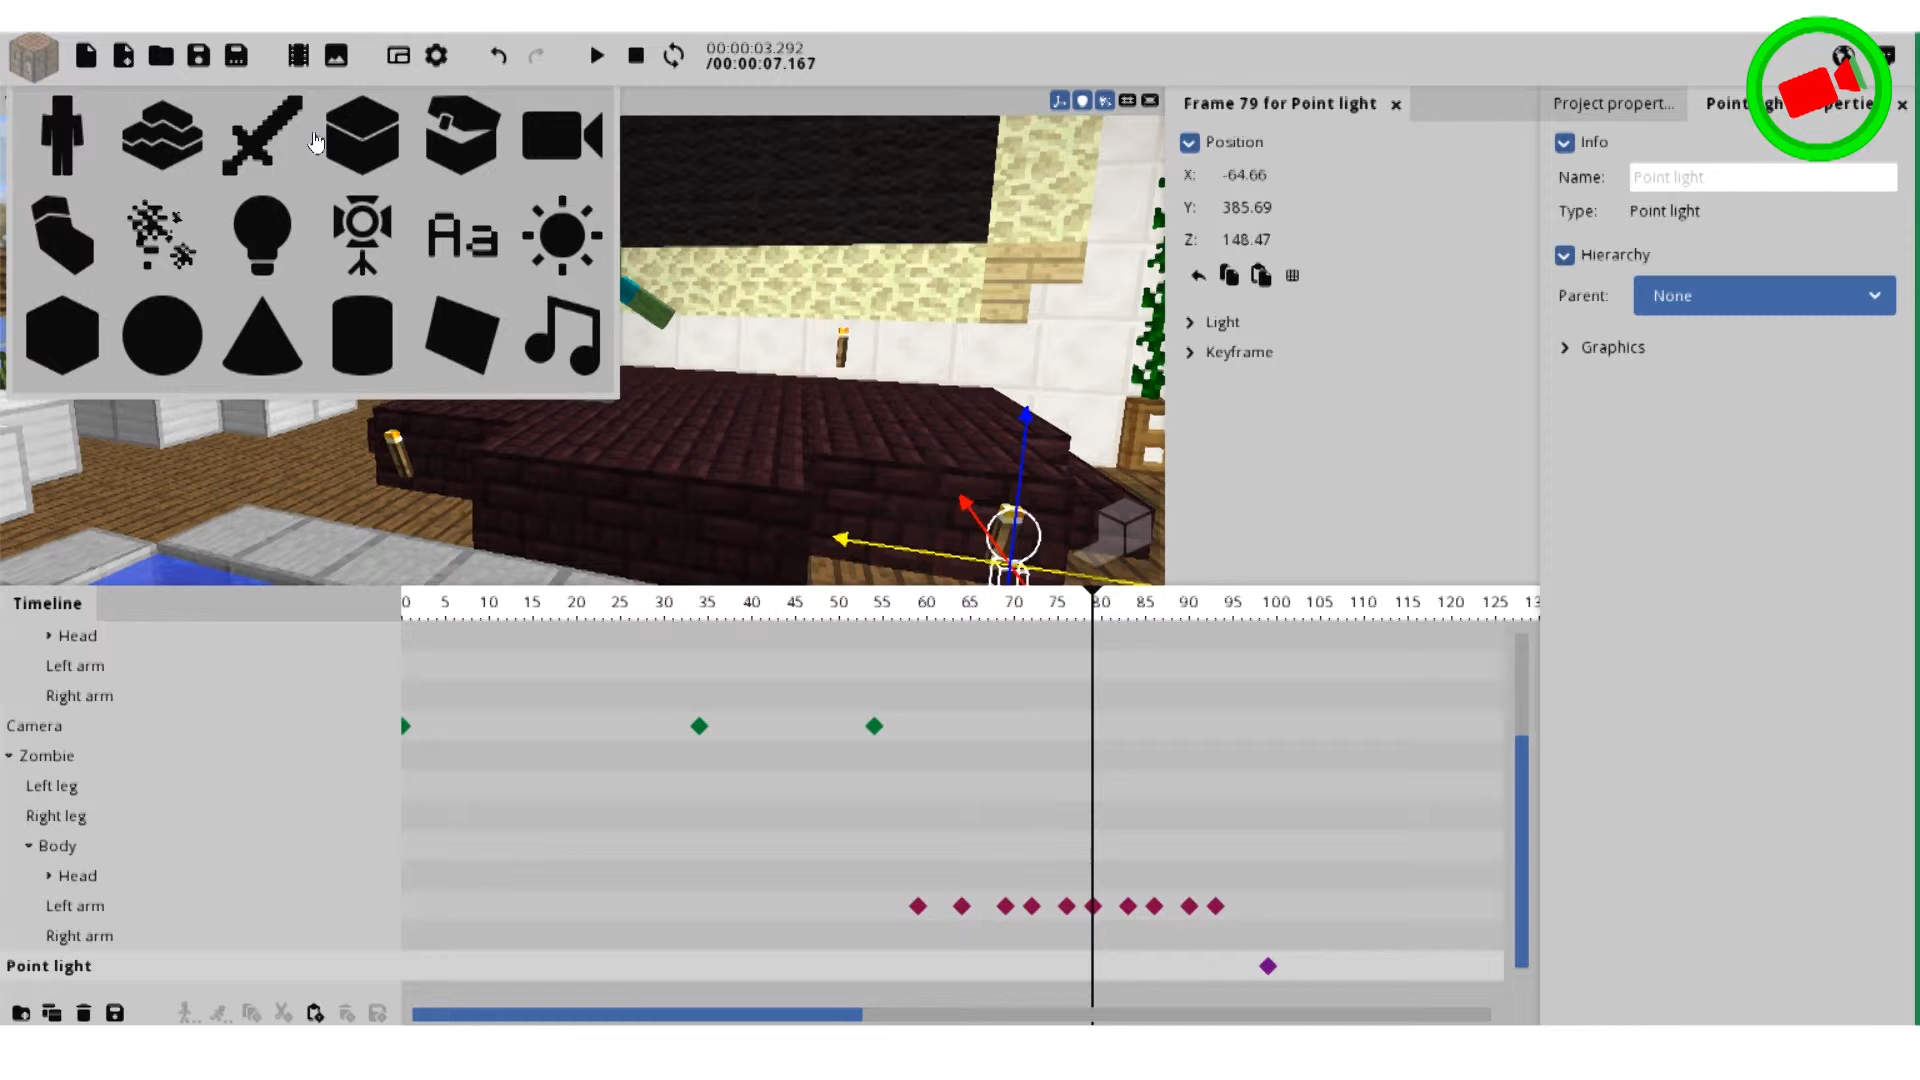 00:00:03.292
/00:00:07.167
Aa
Frame 79 for Point light ×
Position
X: -64.66
Y: 385.69
Z: 148.47
Light
Keyframe
Project propert...
Info
Name: Point light
Type: Point light
Hierarchy
Parent: None
Graphics
Timeline
0 5 10 15 20 25 30 35 40 45 50 55 60 65 70 75 80 85 90 95 100 105 110 115 120 125
Head
Left arm
Right arm
Camera
Zombie
Left leg
Right leg
Body
Head
Left arm
Right arm
Point light